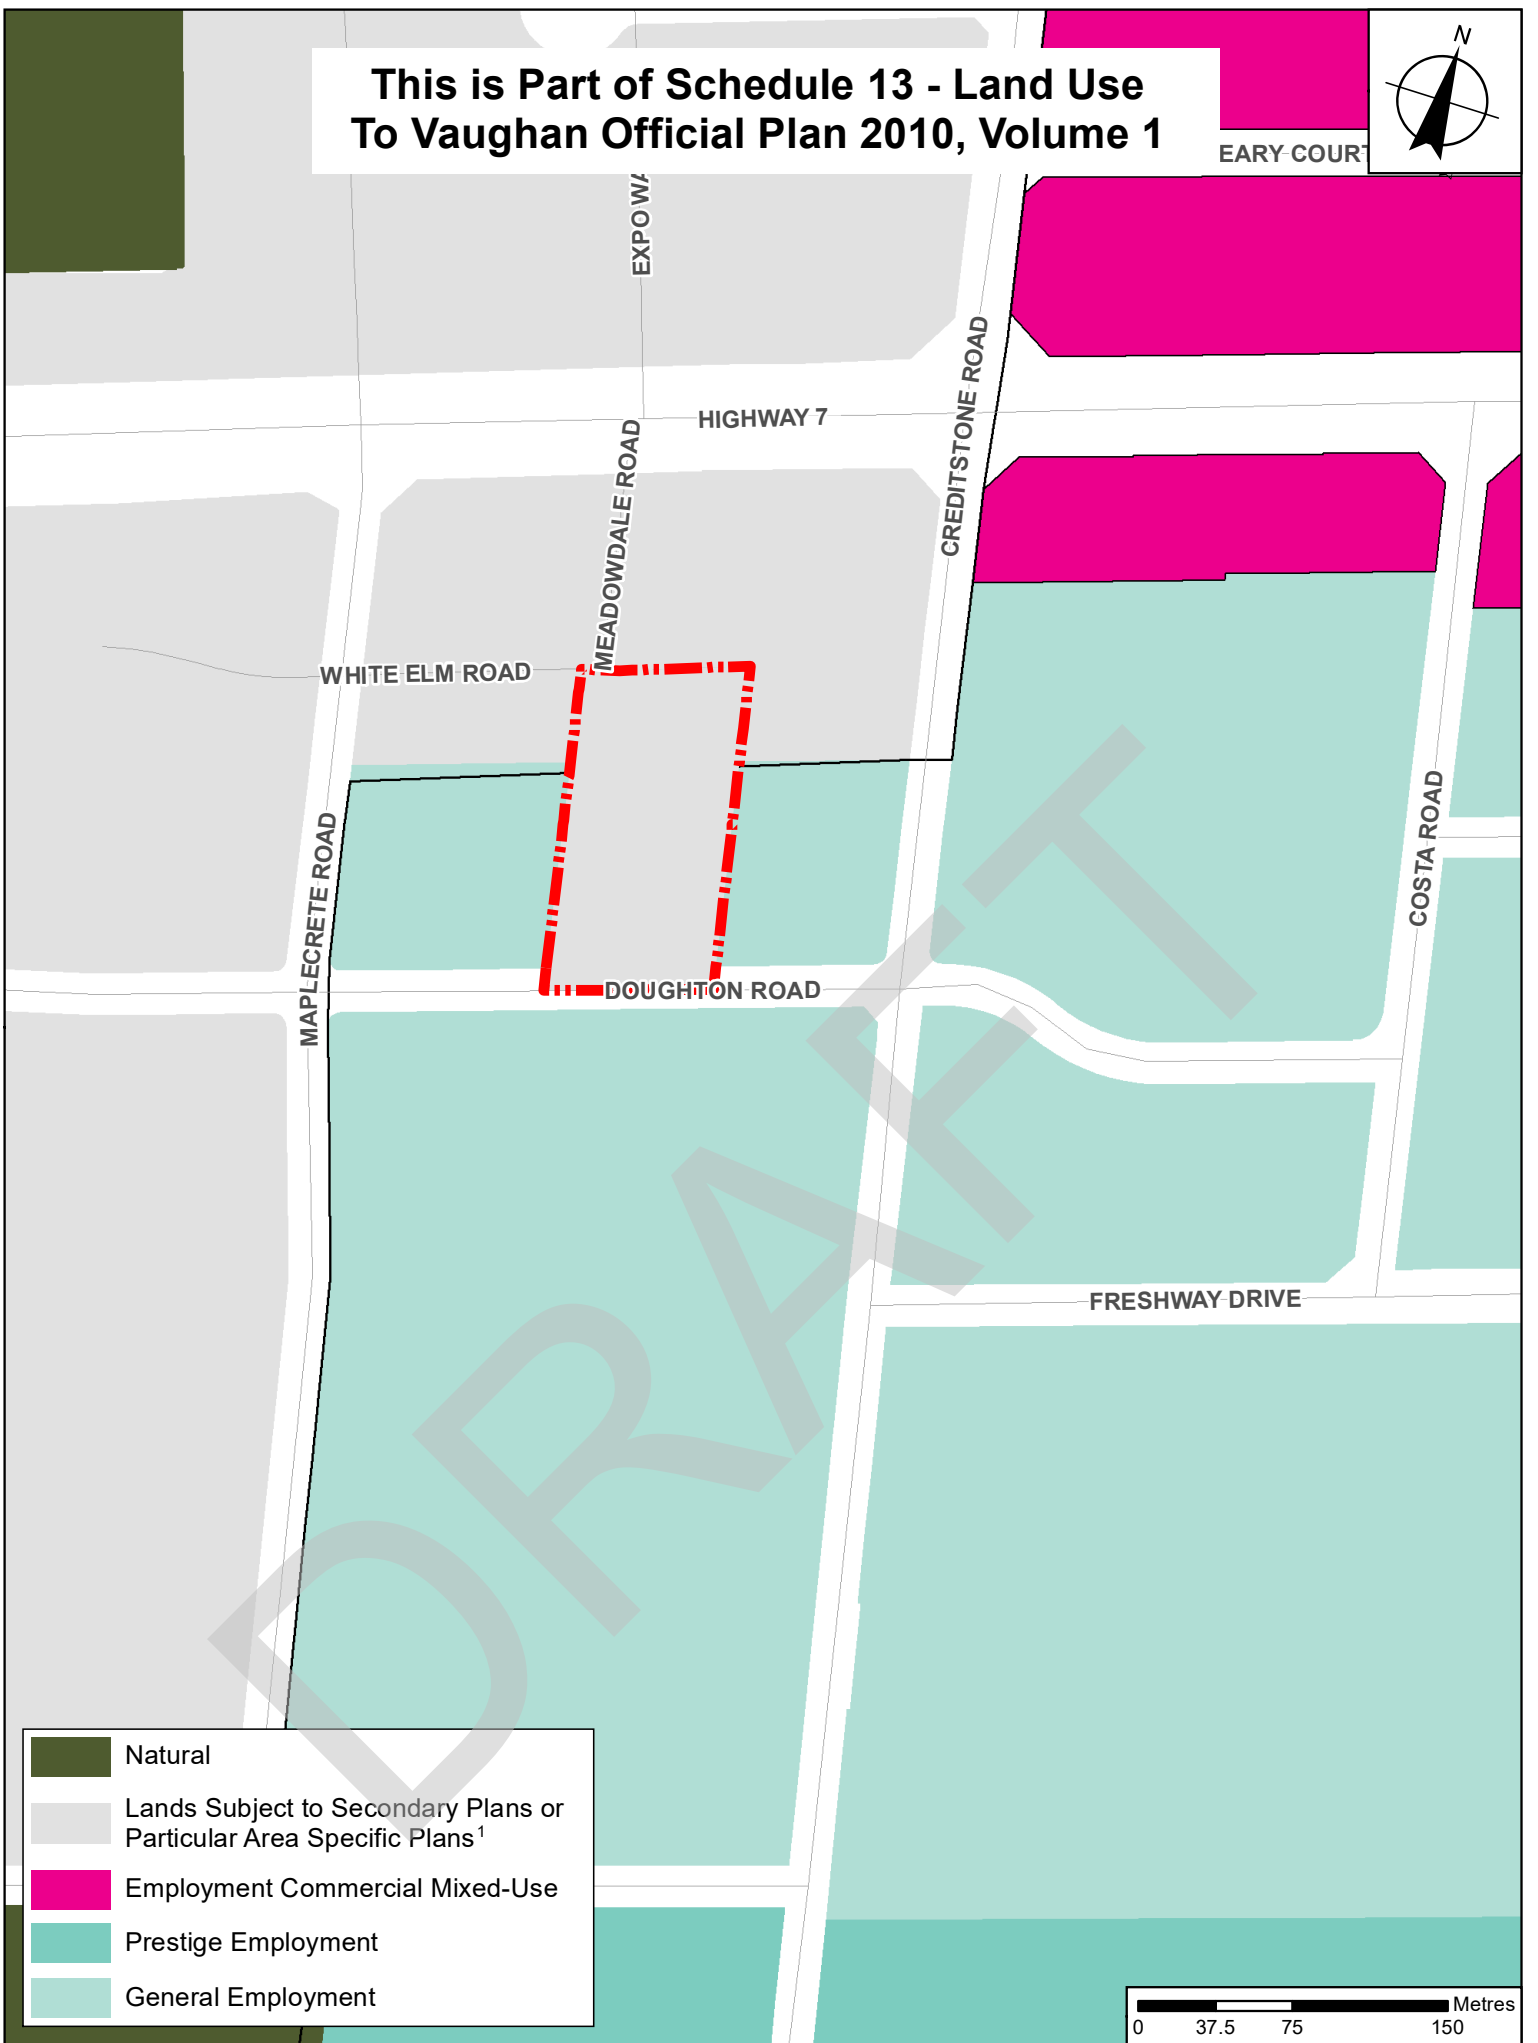 This is Part of Schedule 13 - Land Use
To Vaughan Official Plan 2010, Volume 1
N
EARY COURT
EXPO WA
HIGHWAY 7
CREDITSTONE ROAD
MEADOWDALE ROAD
WHITE ELM ROAD
MAPLECRETE ROAD
COSTA ROAD
DOUGHTON ROAD
FRESHWAY DRIVE
DRAFT
Natural
Lands Subject to Secondary Plans or
Particular Area Specific Plans1
Employment Commercial Mixed-Use
Prestige Employment
General Employment
Metres
0 37.5 75 150